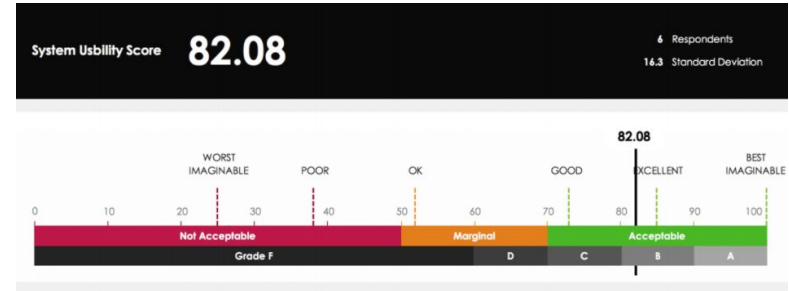 System Usbility Score 82.08
6 Respondents
16.3 Standard Deviation
82.08
WORST IMAGINABLE POOR OK GOOD EXCELLENT BEST IMAGINABLE
0 10 20 30 40 50 60 70 80 90 100
Not Acceptable Marginal Acceptable
Grade F D C B A